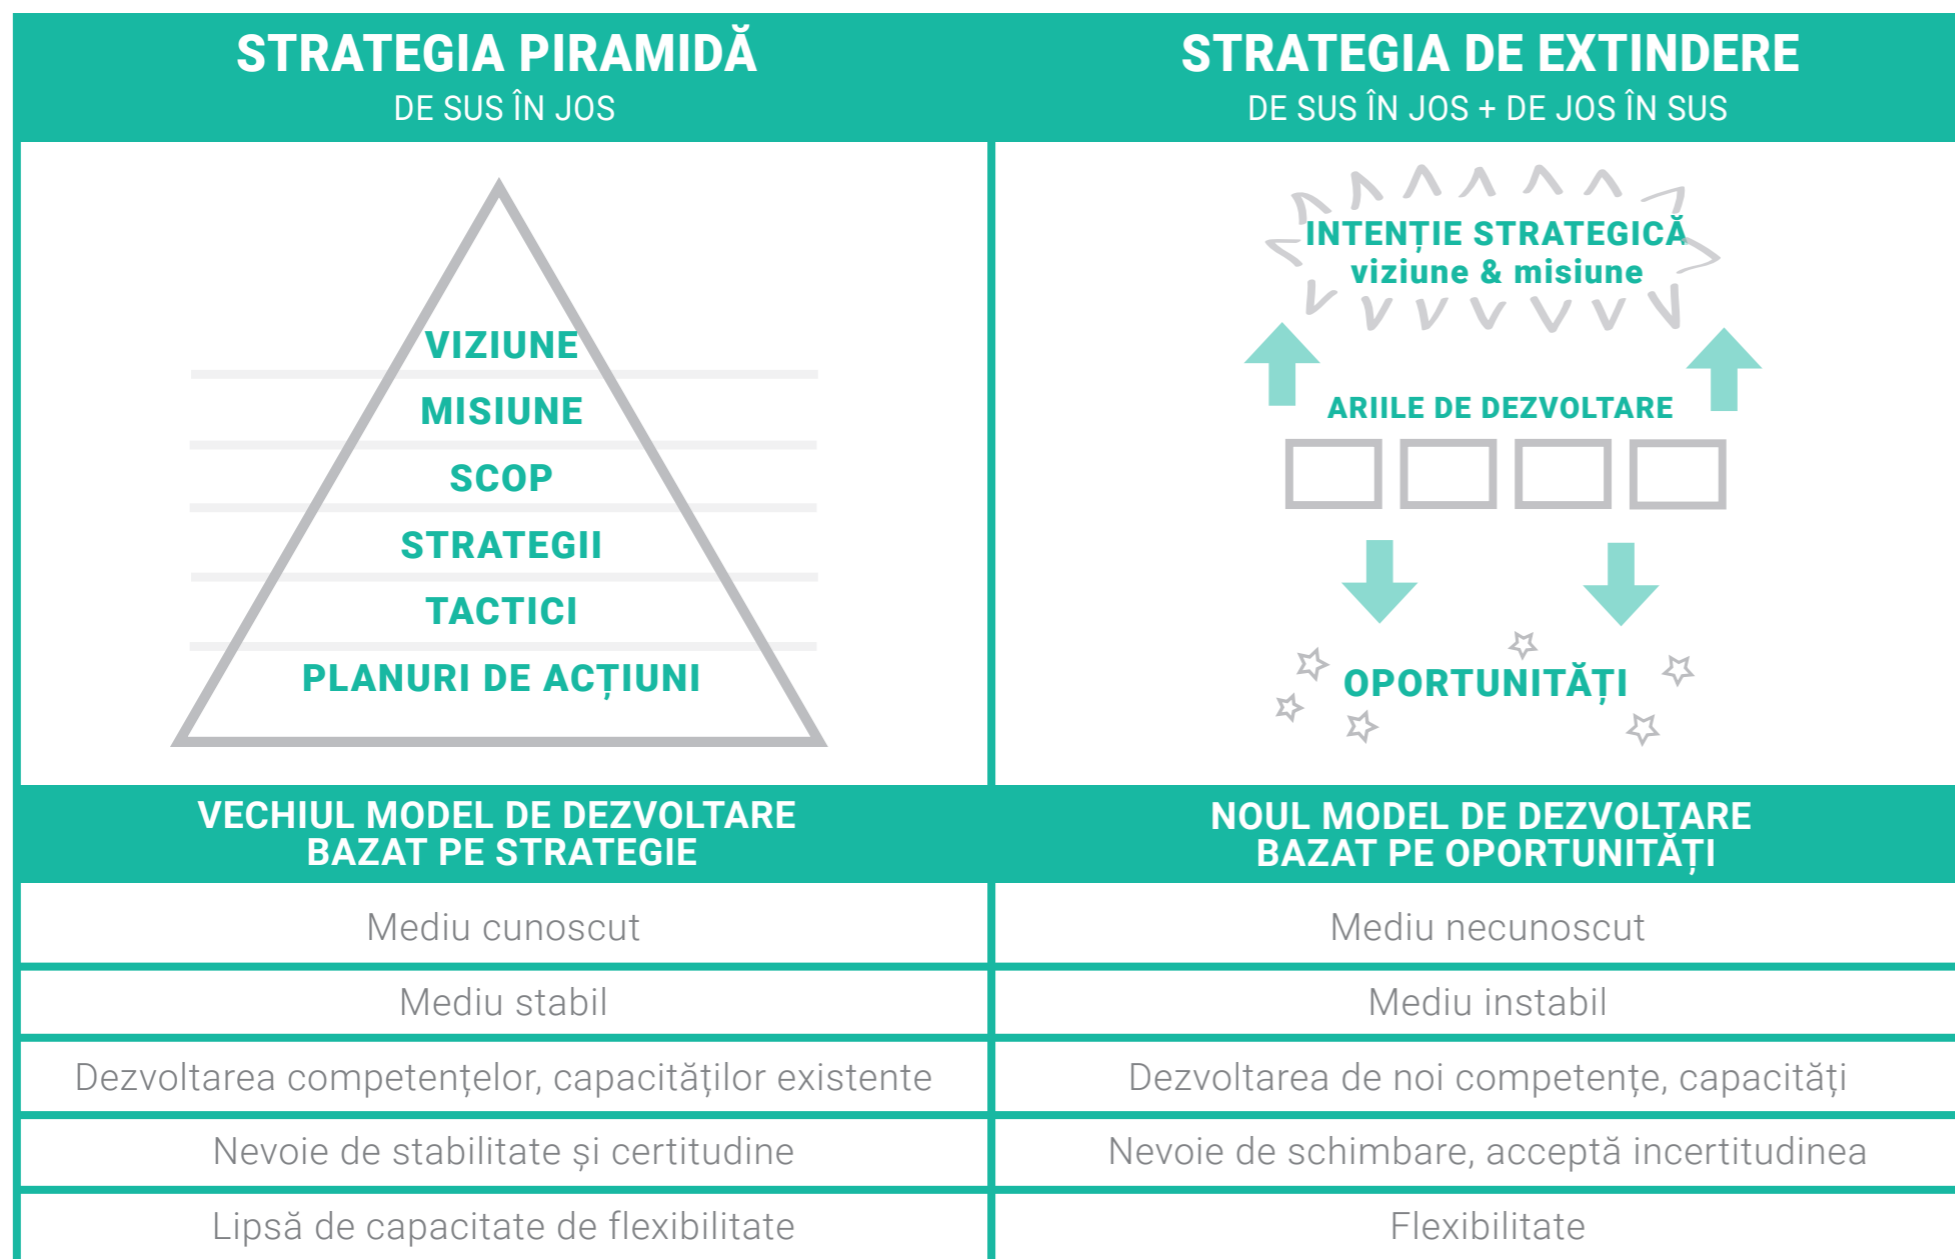 STRATEGIA PIRAMIDĂ
DE SUS ÎN JOS
STRATEGIA DE EXTINDERE
DE SUS ÎN JOS + DE JOS ÎN SUS
VIZIUNE
MISIUNE
SCOP
STRATEGII
TACTICI
PLANURI DE ACȚIUNI
INTENȚIE STRATEGICĂ
viziune & misiune
ARIILE DE DEZVOLTARE
OPORTUNITĂȚI
VECHIUL MODEL DE DEZVOLTARE
BAZAT PE STRATEGIE
NOUL MODEL DE DEZVOLTARE
BAZAT PE OPORTUNITĂȚI
Mediu cunoscut
Mediu necunoscut
Mediu stabil
Mediu instabil
Dezvoltarea competențelor, capacităților existente
Dezvoltarea de noi competențe, capacități
Nevoie de stabilitate și certitudine
Nevoie de schimbare, acceptă incertitudinea
Lipsă de capacitate de flexibilitate
Flexibilitate